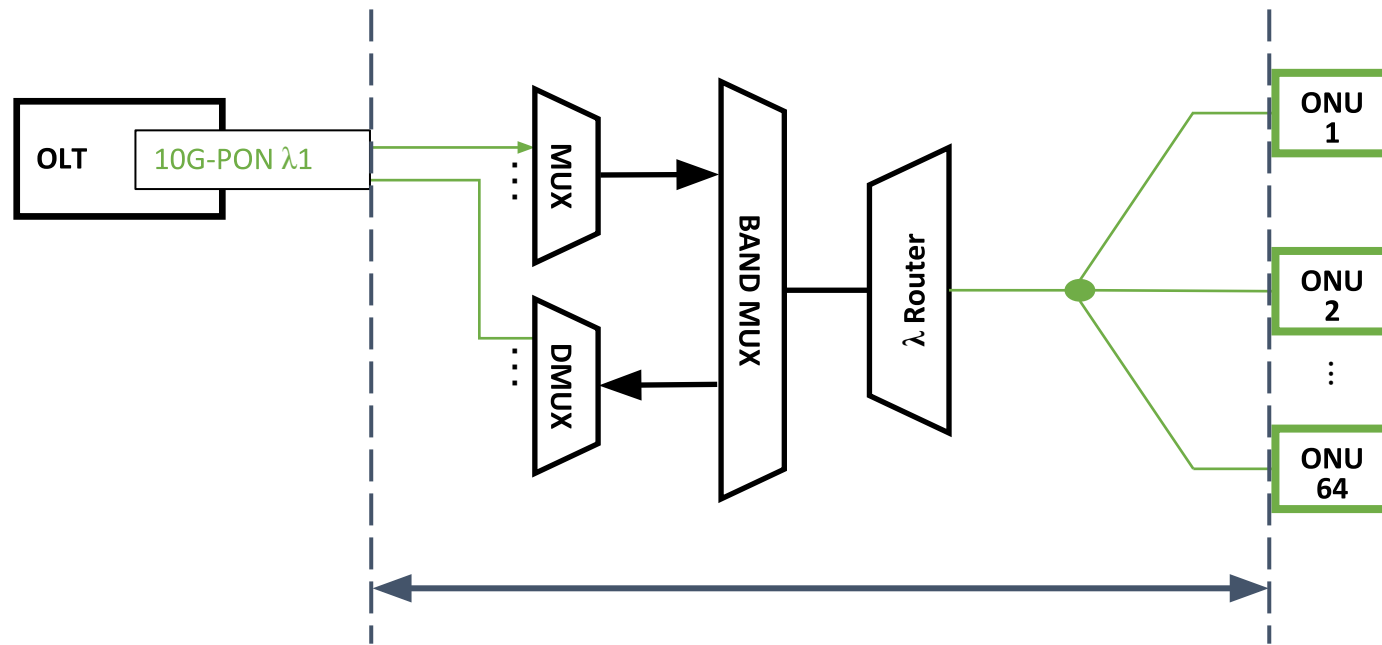 OLT
10G-PON λ1
MUX
...
DMUX
...
BAND MUX
λ Router
ONU
1
ONU
2
...
ONU
64